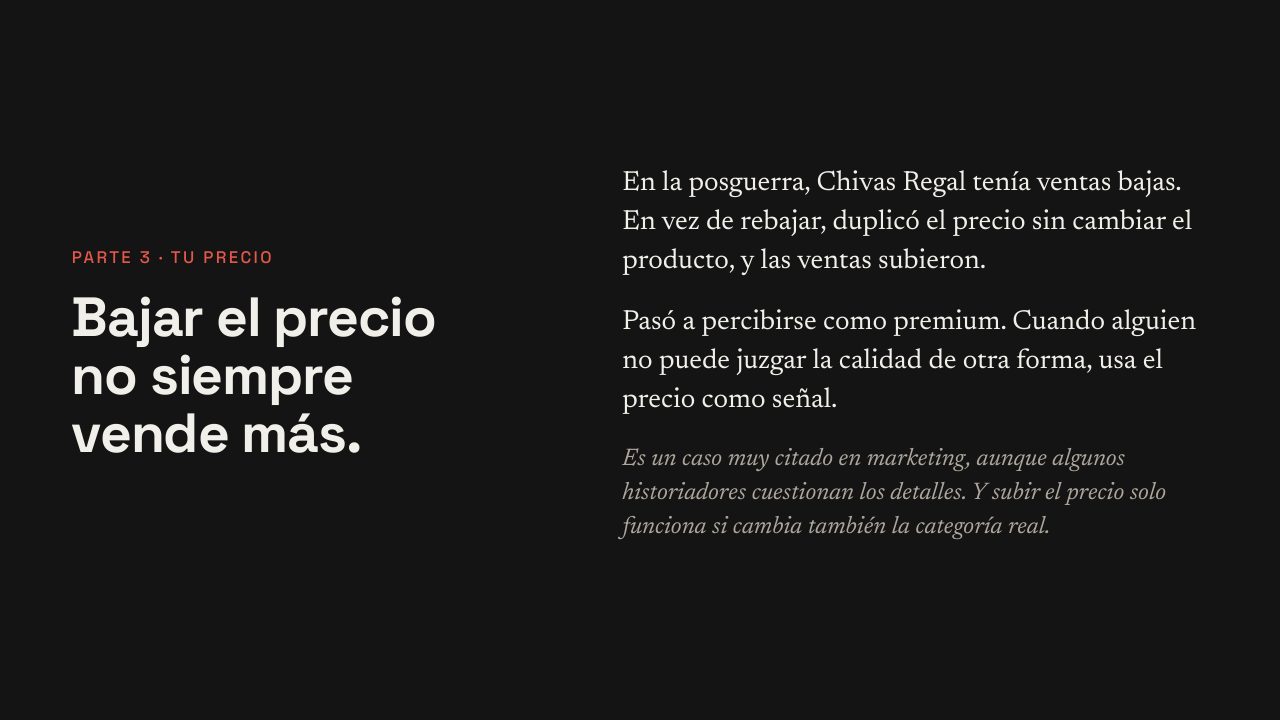 PARTE 3 · TU PRECIO
Bajar el precio
no siempre
vende más.
En la posguerra, Chivas Regal tenía ventas bajas.
En vez de rebajar, duplicó el precio sin cambiar el
producto, y las ventas subieron.
Pasó a percibirse como premium. Cuando alguien
no puede juzgar la calidad de otra forma, usa el
precio como señal.
Es un caso muy citado en marketing, aunque algunos
historiadores cuestionan los detalles. Y subir el precio solo
funciona si cambia también la categoría real.